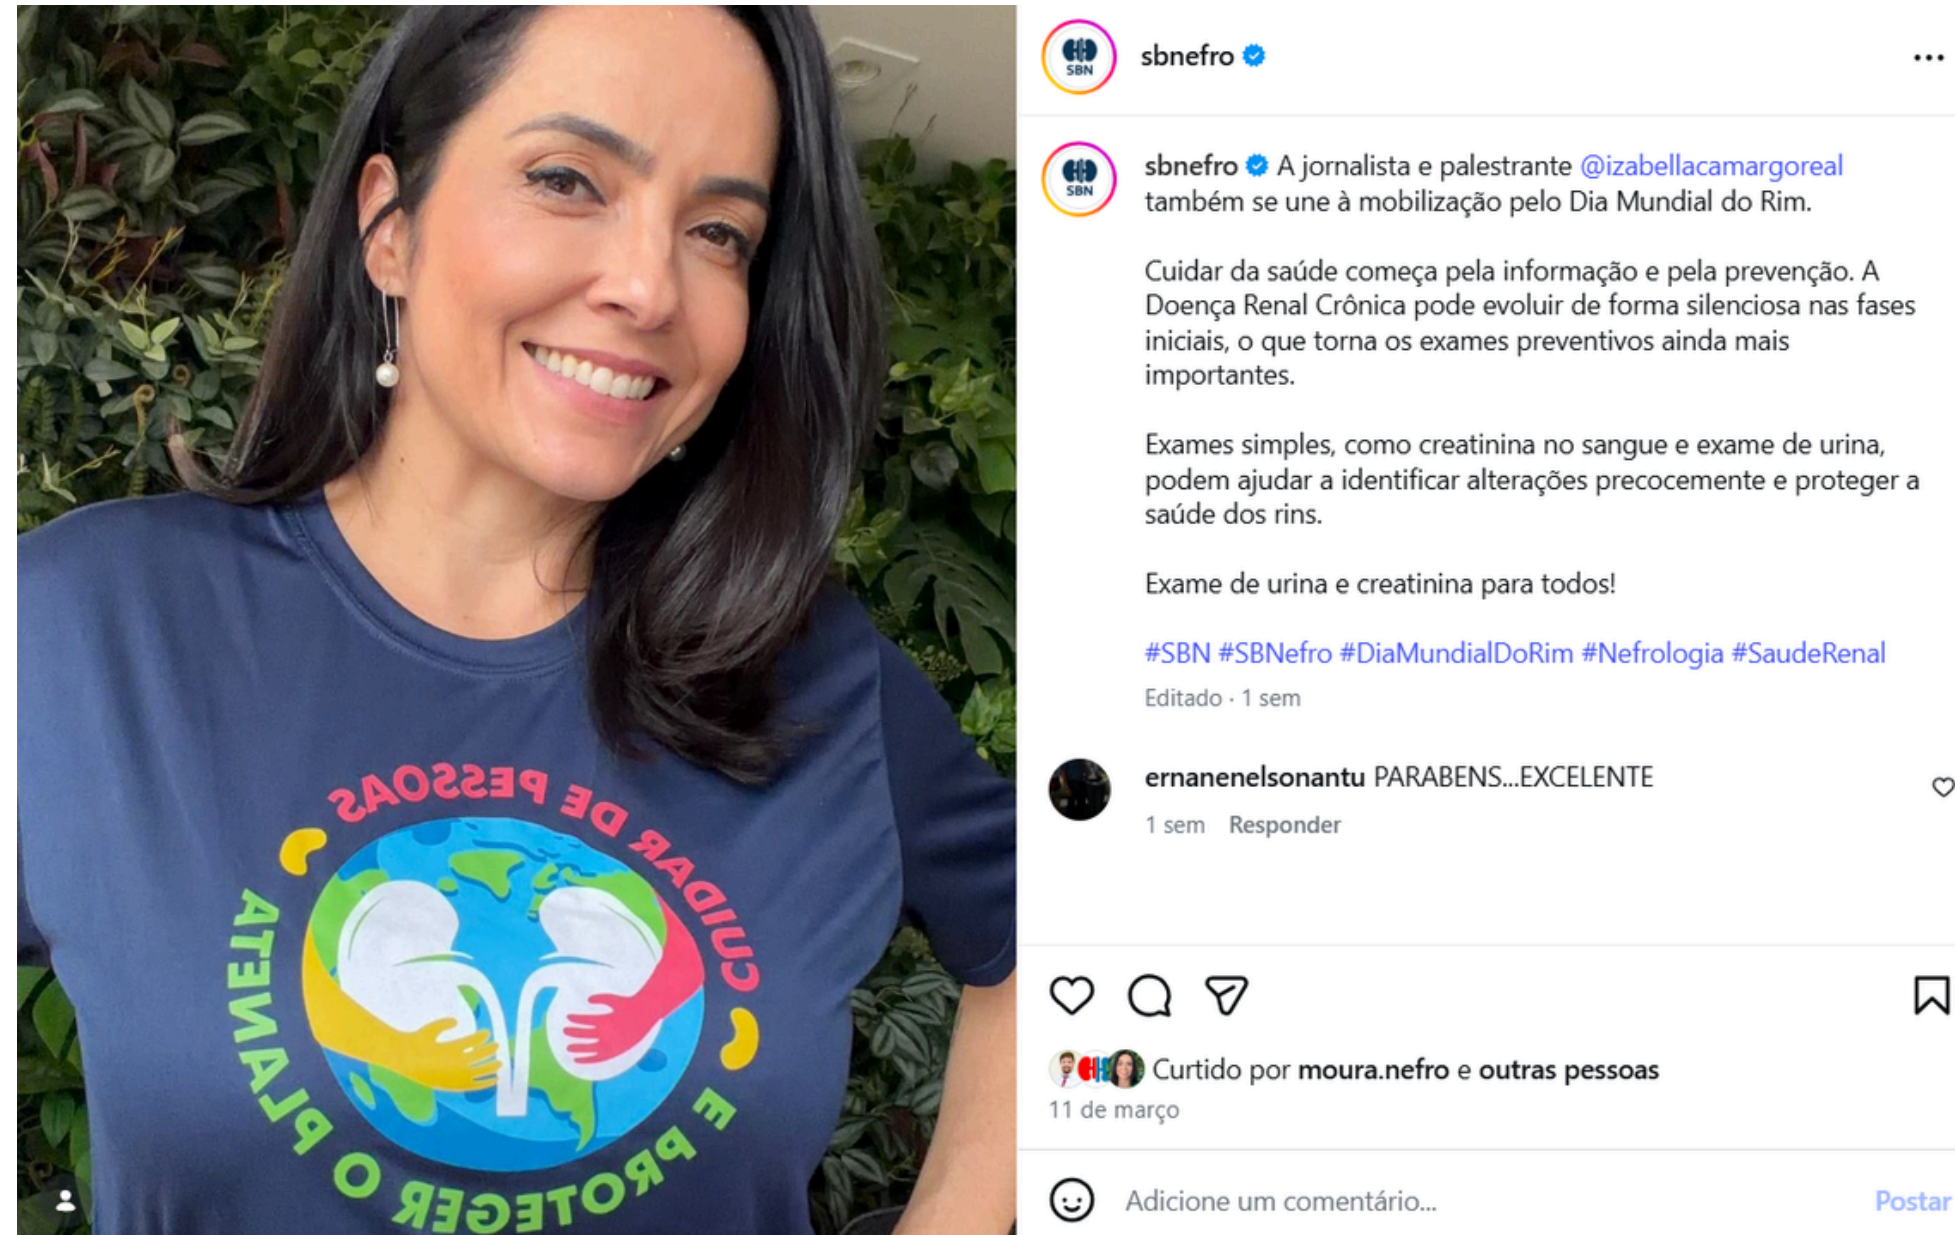 CUIDAR DE PESSOAS
E PROTEGER O PLANETA
SBN
sbnefro
SBN
sbnefro A jornalista e palestrante @izabellacamargoreal
também se une à mobilização pelo Dia Mundial do Rim.
Cuidar da saúde começa pela informação e pela prevenção. A
Doença Renal Crônica pode evoluir de forma silenciosa nas fases
iniciais, o que torna os exames preventivos ainda mais
importantes.
Exames simples, como creatinina no sangue e exame de urina,
podem ajudar a identificar alterações precocemente e proteger a
saúde dos rins.
Exame de urina e creatinina para todos!
#SBN #SBNefro #DiaMundialDoRim #Nefrologia #SaudeRenal
Editado · 1 sem
ernanenelsonantu PARABENS...EXCELENTE
1 sem Responder
Curtido por moura.nefro e outras pessoas
11 de março
Adicione um comentário...
Postar